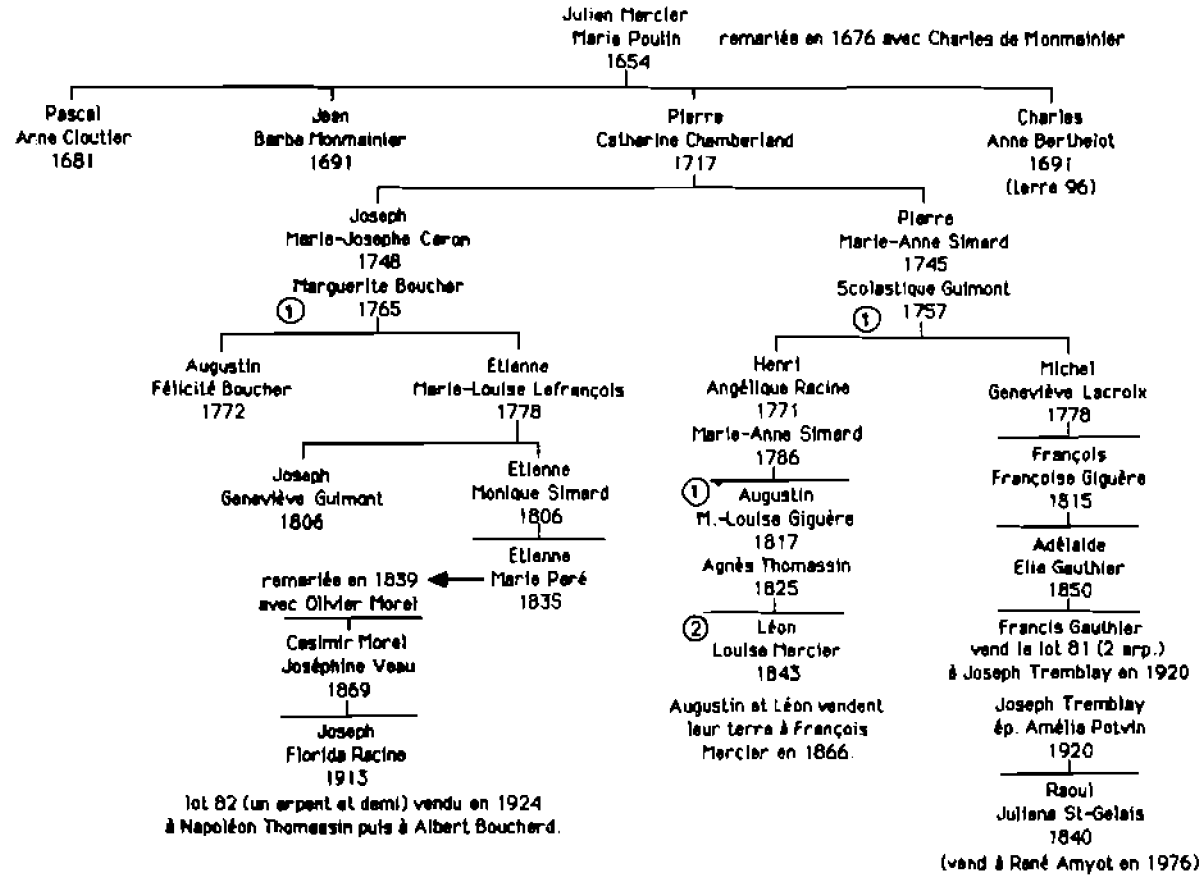 Julien Mercier
Marie Poulin remariée en 1676 avec Charles de Monmainier
1654
Pascal
Anne Cloutier
1681
Jean
Barbe Monmainier
1691
Pierre
Catherine Chamberland
1717
Charles
Anne Berthelot
1691
(terre 96)
Joseph
Marie-Josephe Caron
1748
Marguerite Boucher
1765
1
Pierre
Marie-Anne Simard
1745
Scolastique Guimont
1757
1
Augustin
Félicité Boucher
1772
Etienne
Marie-Louise Lefrançois
1778
Henri
Angélique Racine
1771
Marie-Anne Simard
1786
Michel
Geneviève Lacroix
1778
Joseph
Geneviève Guimont
1806
Etienne
Monique Simard
1806
1
Augustin
M.-Louise Giguère
1817
Agnès Thomassin
1825
François
Françoise Giguère
1815
Etienne
Marie Paré
1835
remariée en 1839
avec Olivier Morel
Adélaide
Elie Gauthier
1850
Casimir Morel
Joséphine Veau
1869
2
Léon
Louise Mercier
1843
Francis Gauthier
vend le lot 81 (2 arp.)
à Joseph Tremblay en 1920
Joseph
Florida Racine
1913
lot 82 (un arpent et demi) vendu en 1924
à Napoléon Thomassin puis à Albert Bouchard.
Augustin et Léon vendent
leur terre à François
Mercier en 1866.
Joseph Tremblay
ép. Amélia Potvin
1920
Raoul
Juliana St-Gelais
1840
(vend à René Amyot en 1976)